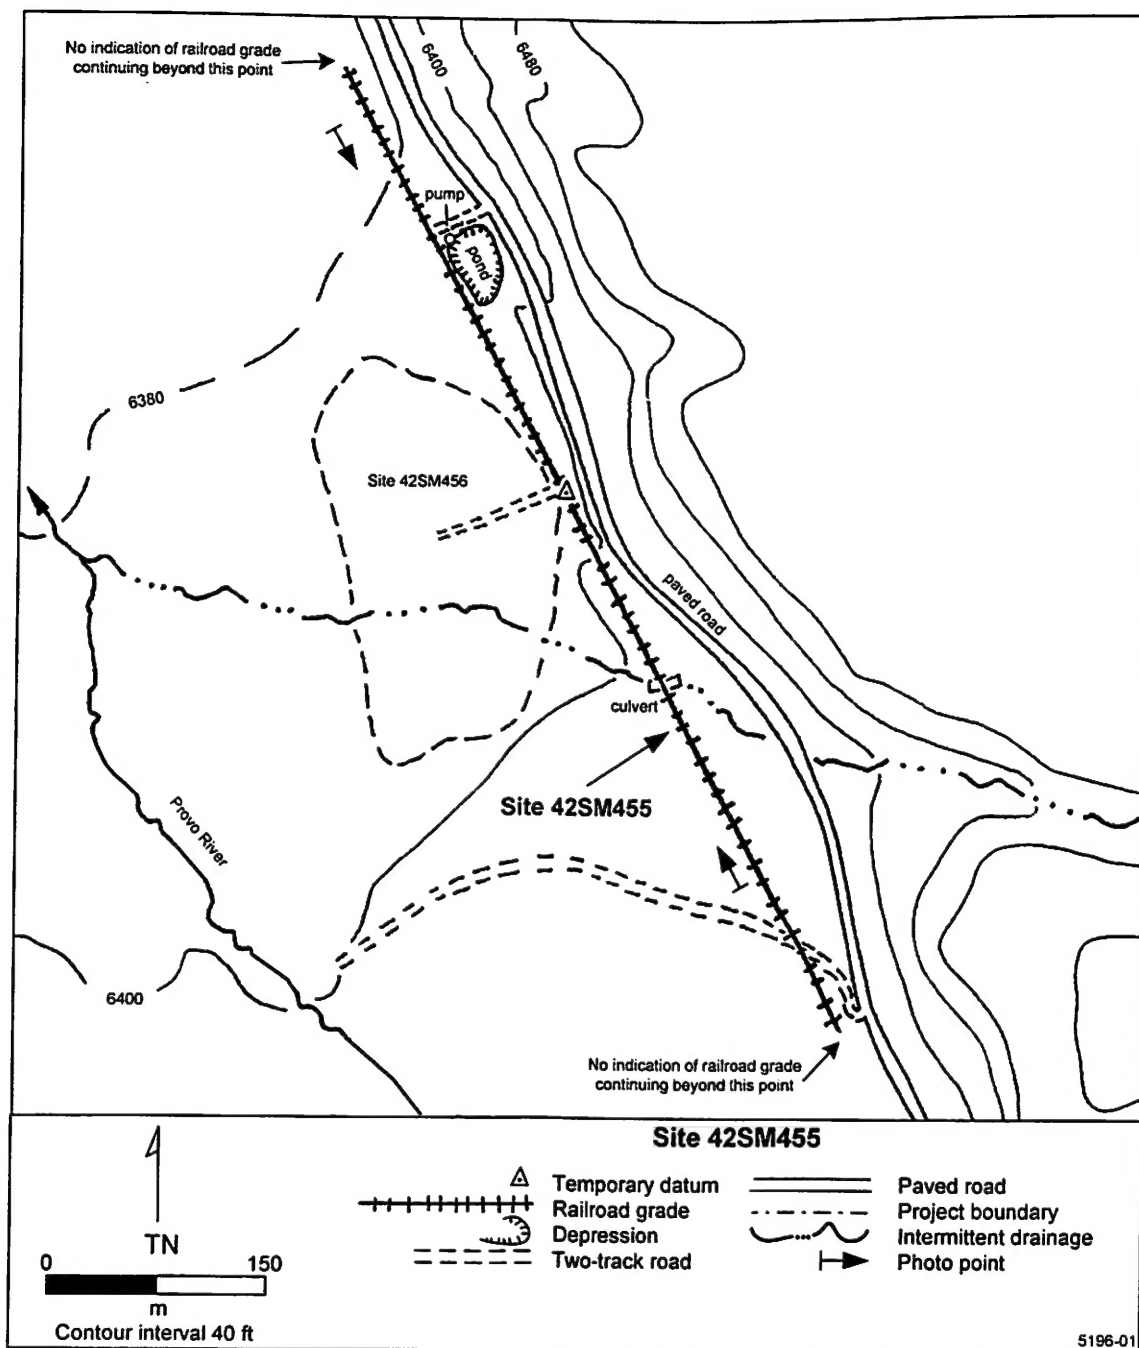 No indication of railroad grade
continuing beyond this point
6400
6480
pump
pond
6380
Site 42SM456
paved road
culvert
Site 42SM455
Provo River
6400
No indication of railroad grade
continuing beyond this point
Site 42SM455
TN
0 150
m
Contour interval 40 ft
Temporary datum
Railroad grade
Depression
Two-track road
Paved road
Project boundary
Intermittent drainage
Photo point
5196-01